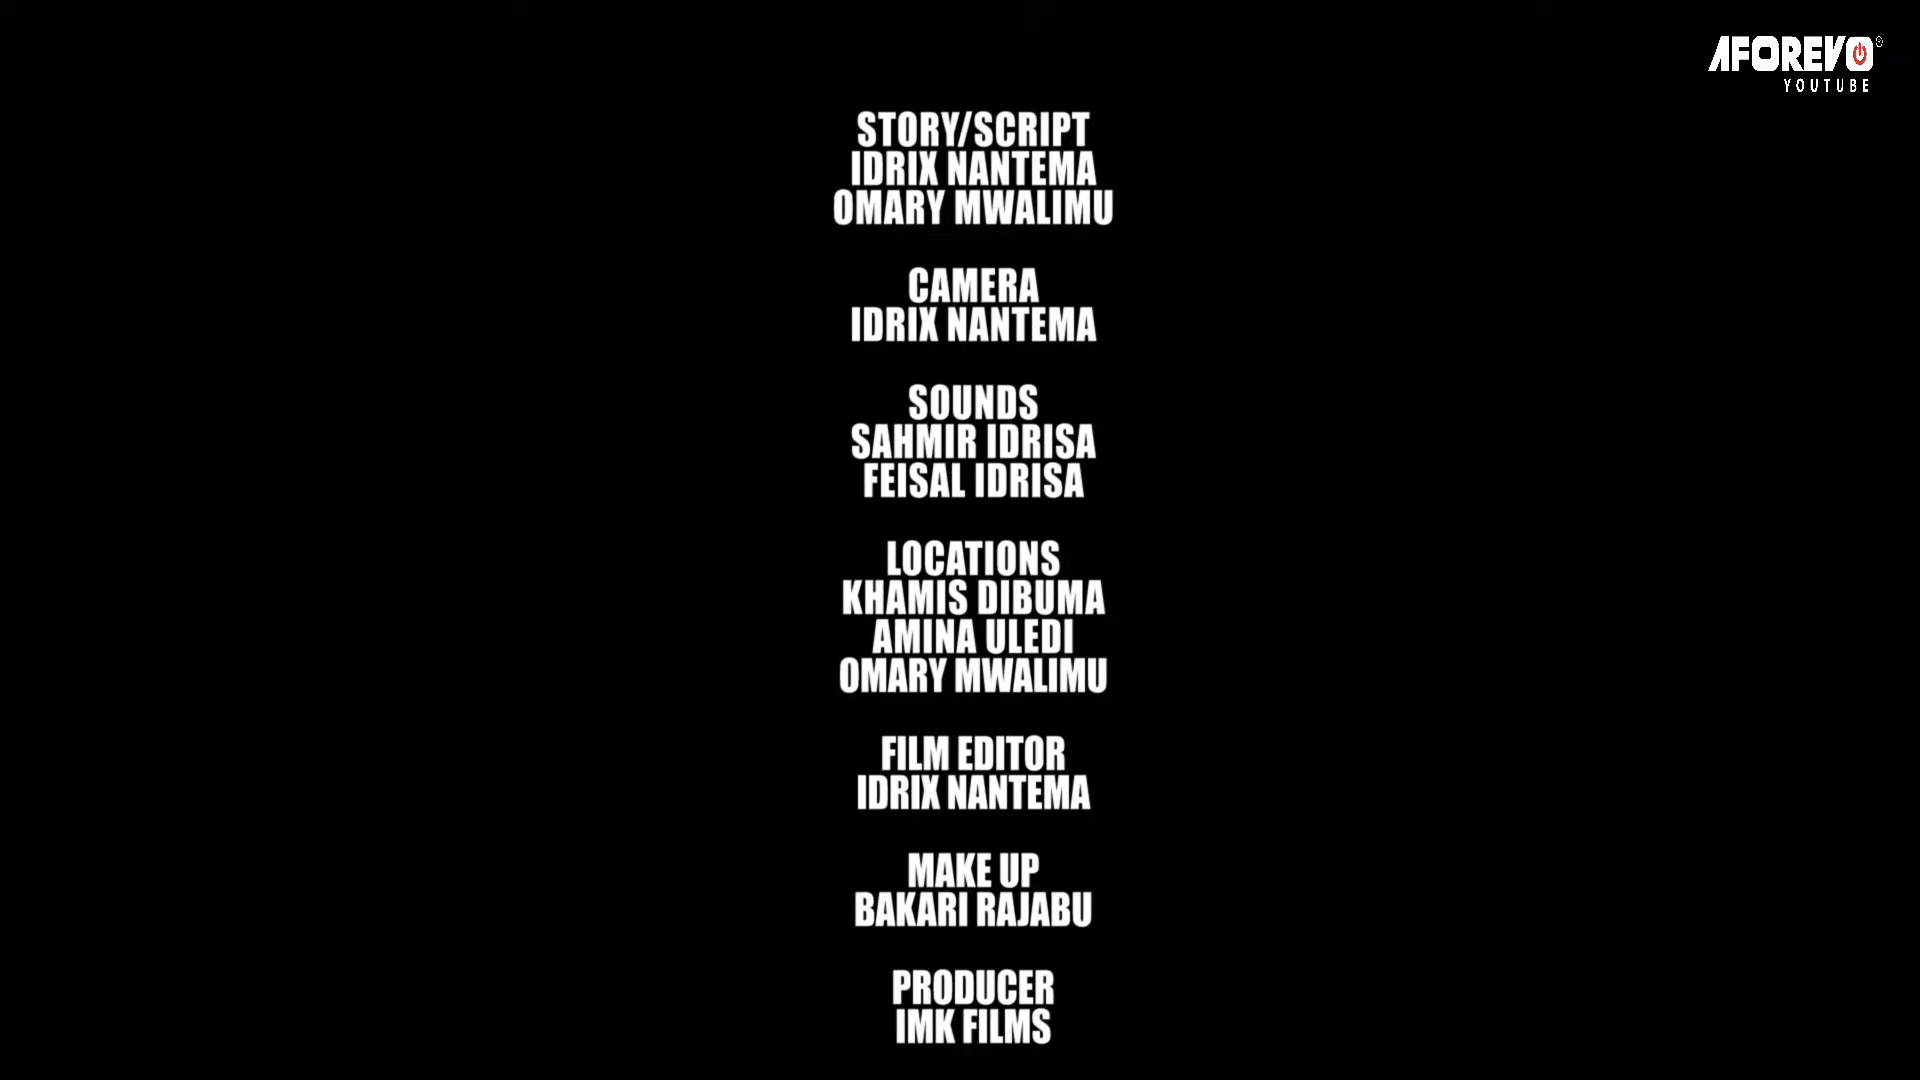 AFOREVO®
YOUTUBE
STORY/SCRIPT
IDRIX NANTEMA
OMARY MWALIMU
CAMERA
IDRIX NANTEMA
SOUNDS
SAHMIR IDRISA
FEISAL IDRISA
LOCATIONS
KHAMIS DIBUMA
AMINA ULEDI
OMARY MWALIMU
FILM EDITOR
IDRIX NANTEMA
MAKE UP
BAKARI RAJABU
PRODUCER
IMK FILMS